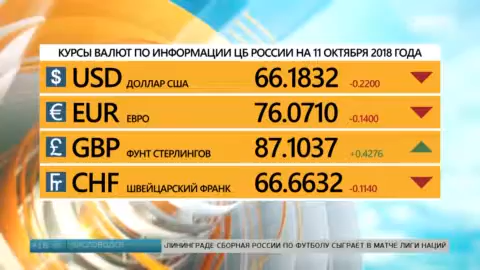 КУРСЫ ВАЛЮТ ПО ИНФОРМАЦИИ ЦБ РОССИИ НА 11 ОКТЯБРЯ 2018 ГОДА
$ USD ДОЛЛАР США 66.1832 -0.2200
€ EUR ЕВРО 76.0710 -0.1400
£ GBP ФУНТ СТЕРЛИНГОВ 87.1037 +0.4276
CHF ШВЕЙЦАРСКИЙ ФРАНК 66.6632 -0.1140
КИСЛОВОДСК ЛИНИНГРАДЕ СБОРНАЯ РОССИИ ПО ФУТБОЛУ СЫГРАЕТ В МАТЧЕ ЛИГИ НАЦИЙ